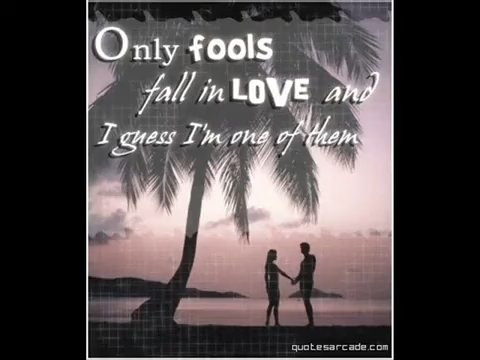 Only fools
fall in LOVE and
I guess I'm one of them
quotesarcade.com